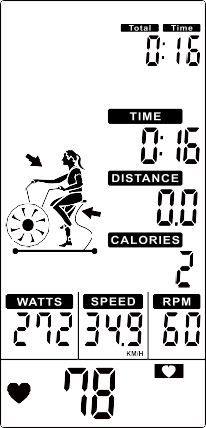 Total Time
0:16
TIME
0:16
DISTANCE
0.0
CALORIES
2
WATTS SPEED RPM
272 34.9 60
KM/H
78